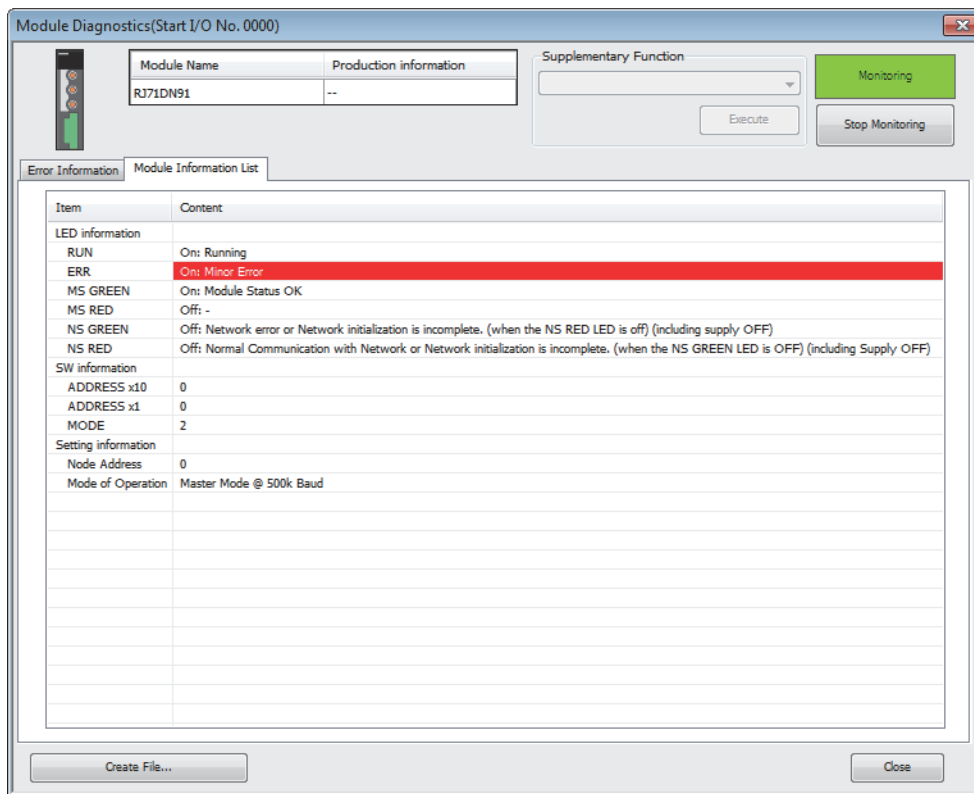 Module Diagnostics(Start I/O No. 0000)
Module Name Production information
RJ71DN91 --
Supplementary Function
Execute
Monitoring
Stop Monitoring
Error Information Module Information List
Item Content
LED information
RUN On: Running
ERR On: Minor Error
MS GREEN On: Module Status OK
MS RED Off: -
NS GREEN Off: Network error or Network initialization is incomplete. (when the NS RED LED is off) (including supply OFF)
NS RED Off: Normal Communication with Network or Network initialization is incomplete. (when the NS GREEN LED is OFF) (including Supply OFF)
SW information
ADDRESS x10 0
ADDRESS x1 0
MODE 2
Setting information
Node Address 0
Mode of Operation Master Mode @ 500k Baud
Create File... Close